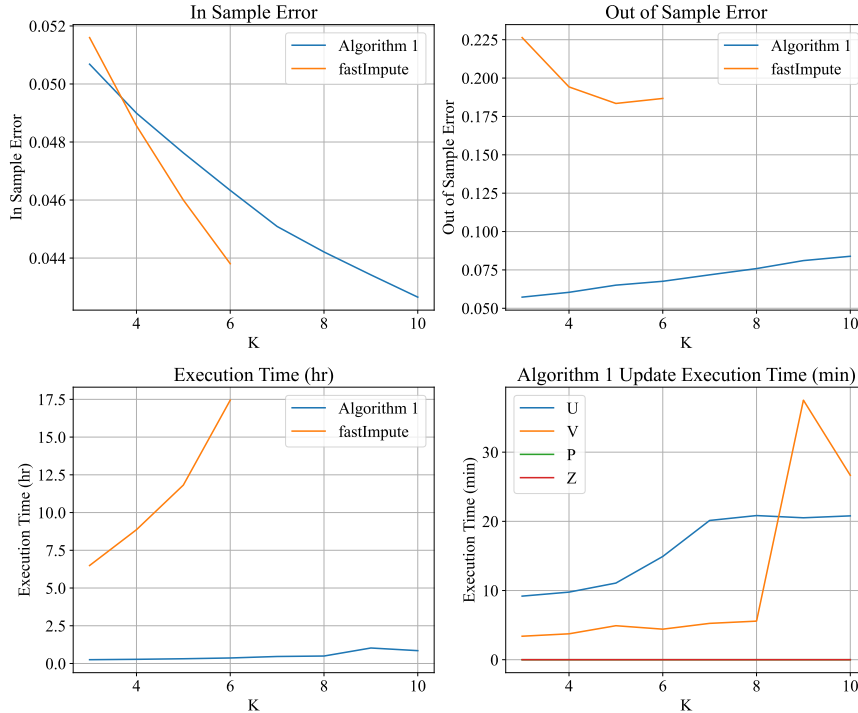 In Sample Error
In Sample Error
0.052
0.050
0.048
0.046
0.044
4
6
8
10
K
Algorithm 1
fastImpute
Out of Sample Error
Out of Sample Error
0.225
0.200
0.175
0.150
0.125
0.100
0.075
0.050
4
6
8
10
K
Algorithm 1
fastImpute
Execution Time (hr)
Execution Time (hr)
17.5
15.0
12.5
10.0
7.5
5.0
2.5
0.0
4
6
8
10
K
Algorithm 1
fastImpute
Algorithm 1 Update Execution Time (min)
Execution Time (min)
30
20
10
0
4
6
8
10
K
U
V
P
Z